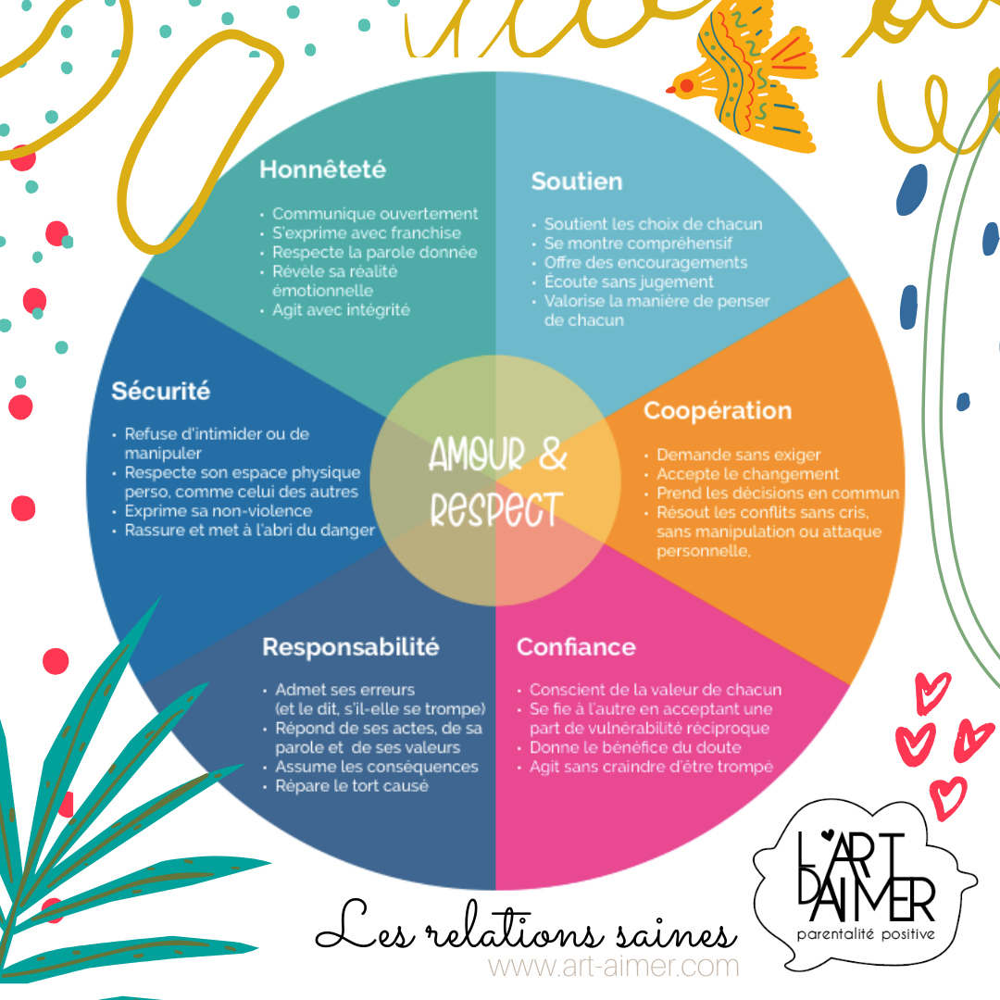 Honnêteté
• Communique ouvertement
• S'exprime avec franchise
• Respecte la parole donnée
• Révèle sa réalité
émotionnelle
• Agit avec intégrité
Soutien
• Soutient les choix de chacun
• Se montre compréhensif
• Offre des encouragements
• Écoute sans jugement
• Valorise la manière de penser
de chacun
Sécurité
• Refuse d'intimider ou de
manipuler
• Respecte son espace physique
perso, comme celui des autres
• Exprime sa non-violence
• Rassure et met à l'abri du danger
AMOUR &
RESPECT
Coopération
• Demande sans exiger
• Accepte le changement
• Prend les décisions en commun
• Résout les conflits sans cris,
sans manipulation ou attaque
personnelle,
Responsabilité
• Admet ses erreurs
(et le dit, s'il-elle se trompe)
• Répond de ses actes, de sa
parole et de ses valeurs
• Assume les conséquences
• Répare le tort causé
Confiance
• Conscient de la valeur de chacun
• Se fie à l'autre en acceptant une
part de vulnérabilité réciproque
• Donne le bénéfice du doute
• Agit sans craindre d'être trompé
Les relations saines
www.art-aimer.com
L'ART
D'AIMER
parentalité positive